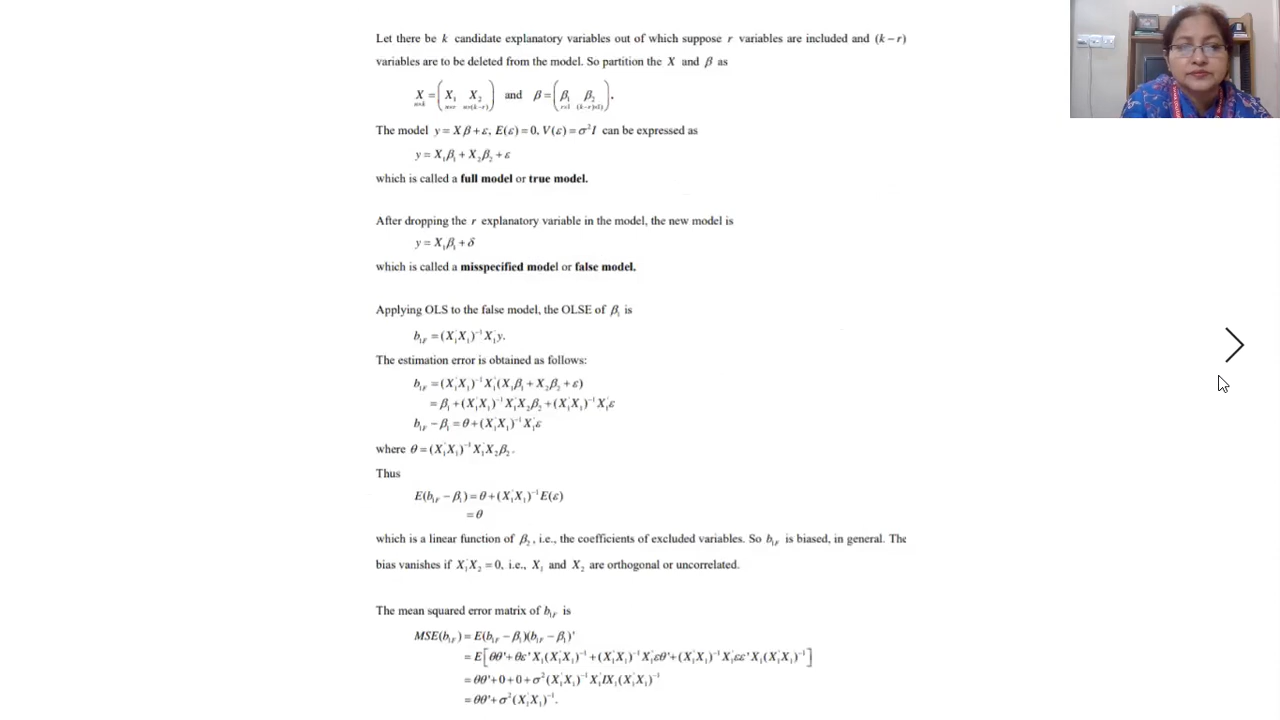 Let there be k candidate explanatory variables out of which suppose r variables are included and (k − r)
variables are to be deleted from the model. So partition the X and β as
X n×k = ( X₁ n×r X₂ n×(k−r) ) and β = ( β₁ r×1 β₂ (k−r)×1 ).
The model y = Xβ + ε, E(ε) = 0, V(ε) = σ²I can be expressed as
y = X₁β₁ + X₂β₂ + ε
which is called a full model or true model.
After dropping the r explanatory variable in the model, the new model is
y = X₁β₁ + δ
which is called a misspecified model or false model.
Applying OLS to the false model, the OLSE of β₁ is
b₁F = (X₁'X₁)⁻¹X₁'y.
The estimation error is obtained as follows:
b₁F = (X₁'X₁)⁻¹X₁'(X₁β₁ + X₂β₂ + ε)
= β₁ + (X₁'X₁)⁻¹X₁'X₂β₂ + (X₁'X₁)⁻¹X₁'ε
b₁F − β₁ = θ + (X₁'X₁)⁻¹X₁'ε
where θ = (X₁'X₁)⁻¹X₁'X₂β₂.
Thus
E(b₁F − β₁) = θ + (X₁'X₁)⁻¹E(ε)
= θ
which is a linear function of β₂, i.e., the coefficients of excluded variables. So b₁F is biased, in general. The
bias vanishes if X₁'X₂ = 0, i.e., X₁ and X₂ are orthogonal or uncorrelated.
The mean squared error matrix of b₁F is
MSE(b₁F) = E(b₁F − β₁)(b₁F − β₁)'
= E[θθ' + θε'X₁(X₁'X₁)⁻¹ + (X₁'X₁)⁻¹X₁'εθ' + (X₁'X₁)⁻¹X₁'εε'X₁(X₁'X₁)⁻¹]
= θθ' + 0 + 0 + σ²(X₁'X₁)⁻¹X₁'IX₁(X₁'X₁)⁻¹
= θθ' + σ²(X₁'X₁)⁻¹.